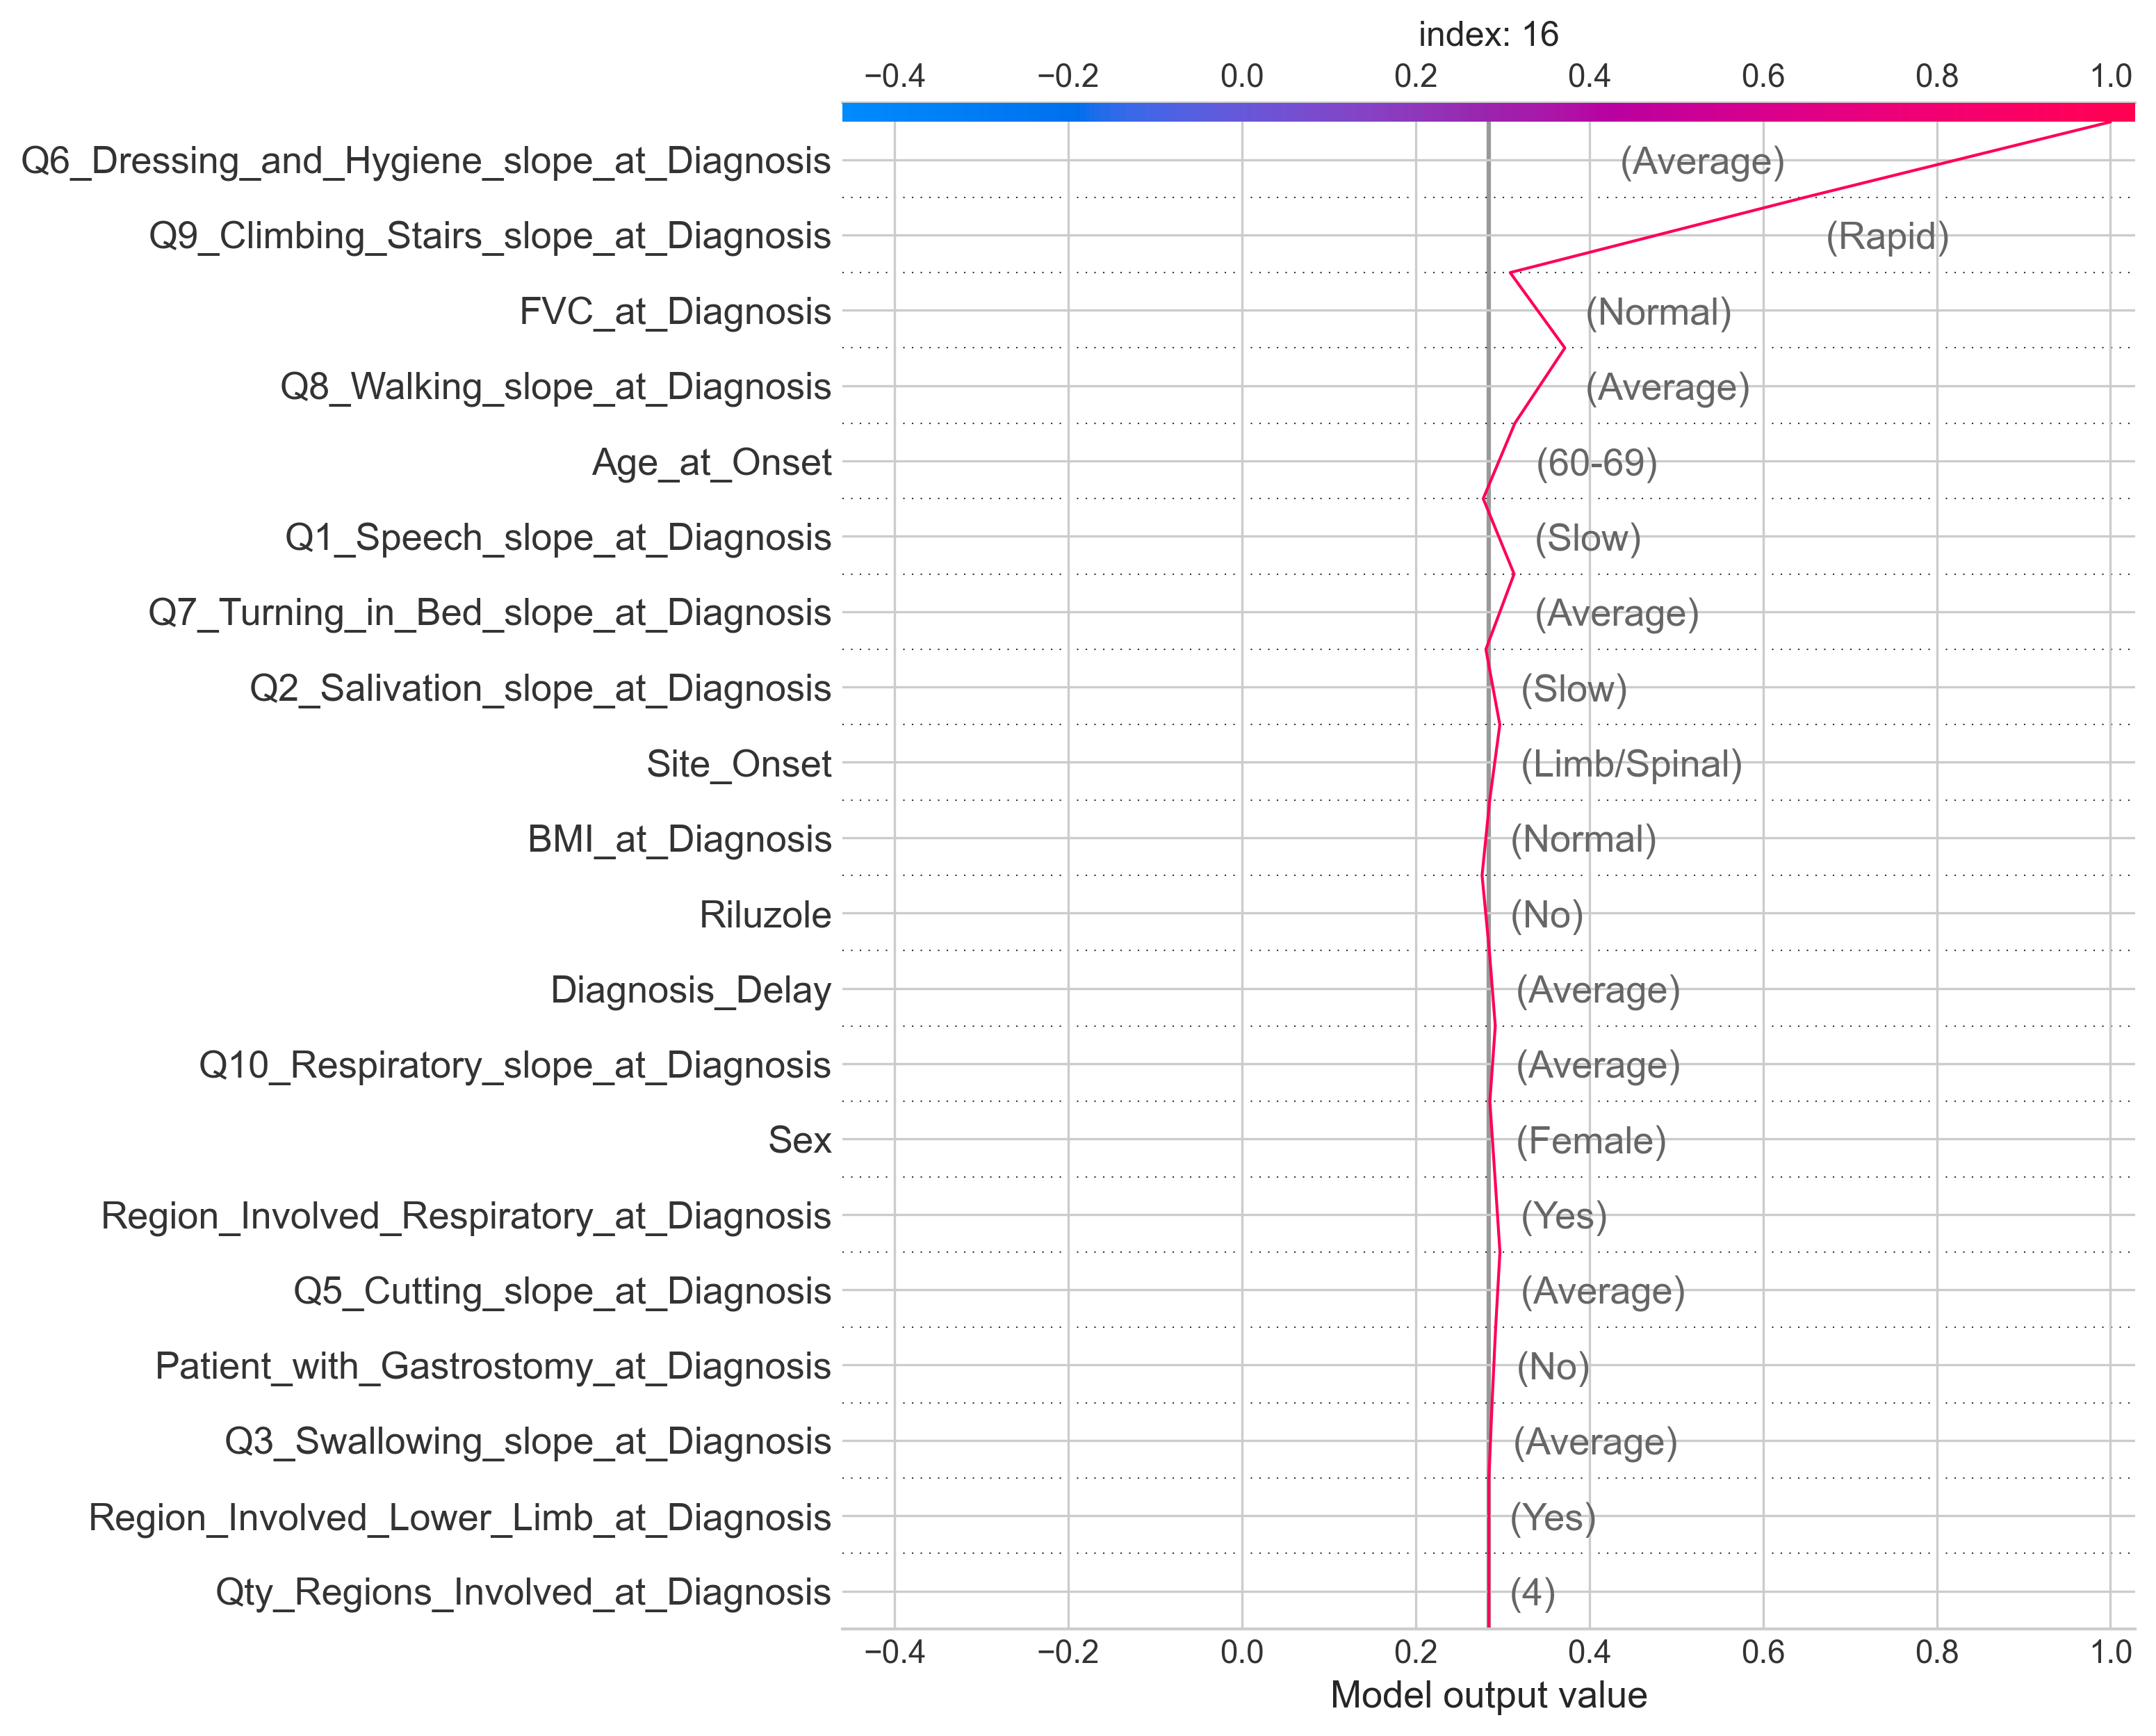 index: 16
−0.4 −0.2 0.0 0.2 0.4 0.6 0.8 1.0
Q6_Dressing_and_Hygiene_slope_at_Diagnosis (Average)
Q9_Climbing_Stairs_slope_at_Diagnosis (Rapid)
FVC_at_Diagnosis (Normal)
Q8_Walking_slope_at_Diagnosis (Average)
Age_at_Onset (60-69)
Q1_Speech_slope_at_Diagnosis (Slow)
Q7_Turning_in_Bed_slope_at_Diagnosis (Average)
Q2_Salivation_slope_at_Diagnosis (Slow)
Site_Onset (Limb/Spinal)
BMI_at_Diagnosis (Normal)
Riluzole (No)
Diagnosis_Delay (Average)
Q10_Respiratory_slope_at_Diagnosis (Average)
Sex (Female)
Region_Involved_Respiratory_at_Diagnosis (Yes)
Q5_Cutting_slope_at_Diagnosis (Average)
Patient_with_Gastrostomy_at_Diagnosis (No)
Q3_Swallowing_slope_at_Diagnosis (Average)
Region_Involved_Lower_Limb_at_Diagnosis (Yes)
Qty_Regions_Involved_at_Diagnosis (4)
−0.4 −0.2 0.0 0.2 0.4 0.6 0.8 1.0
Model output value